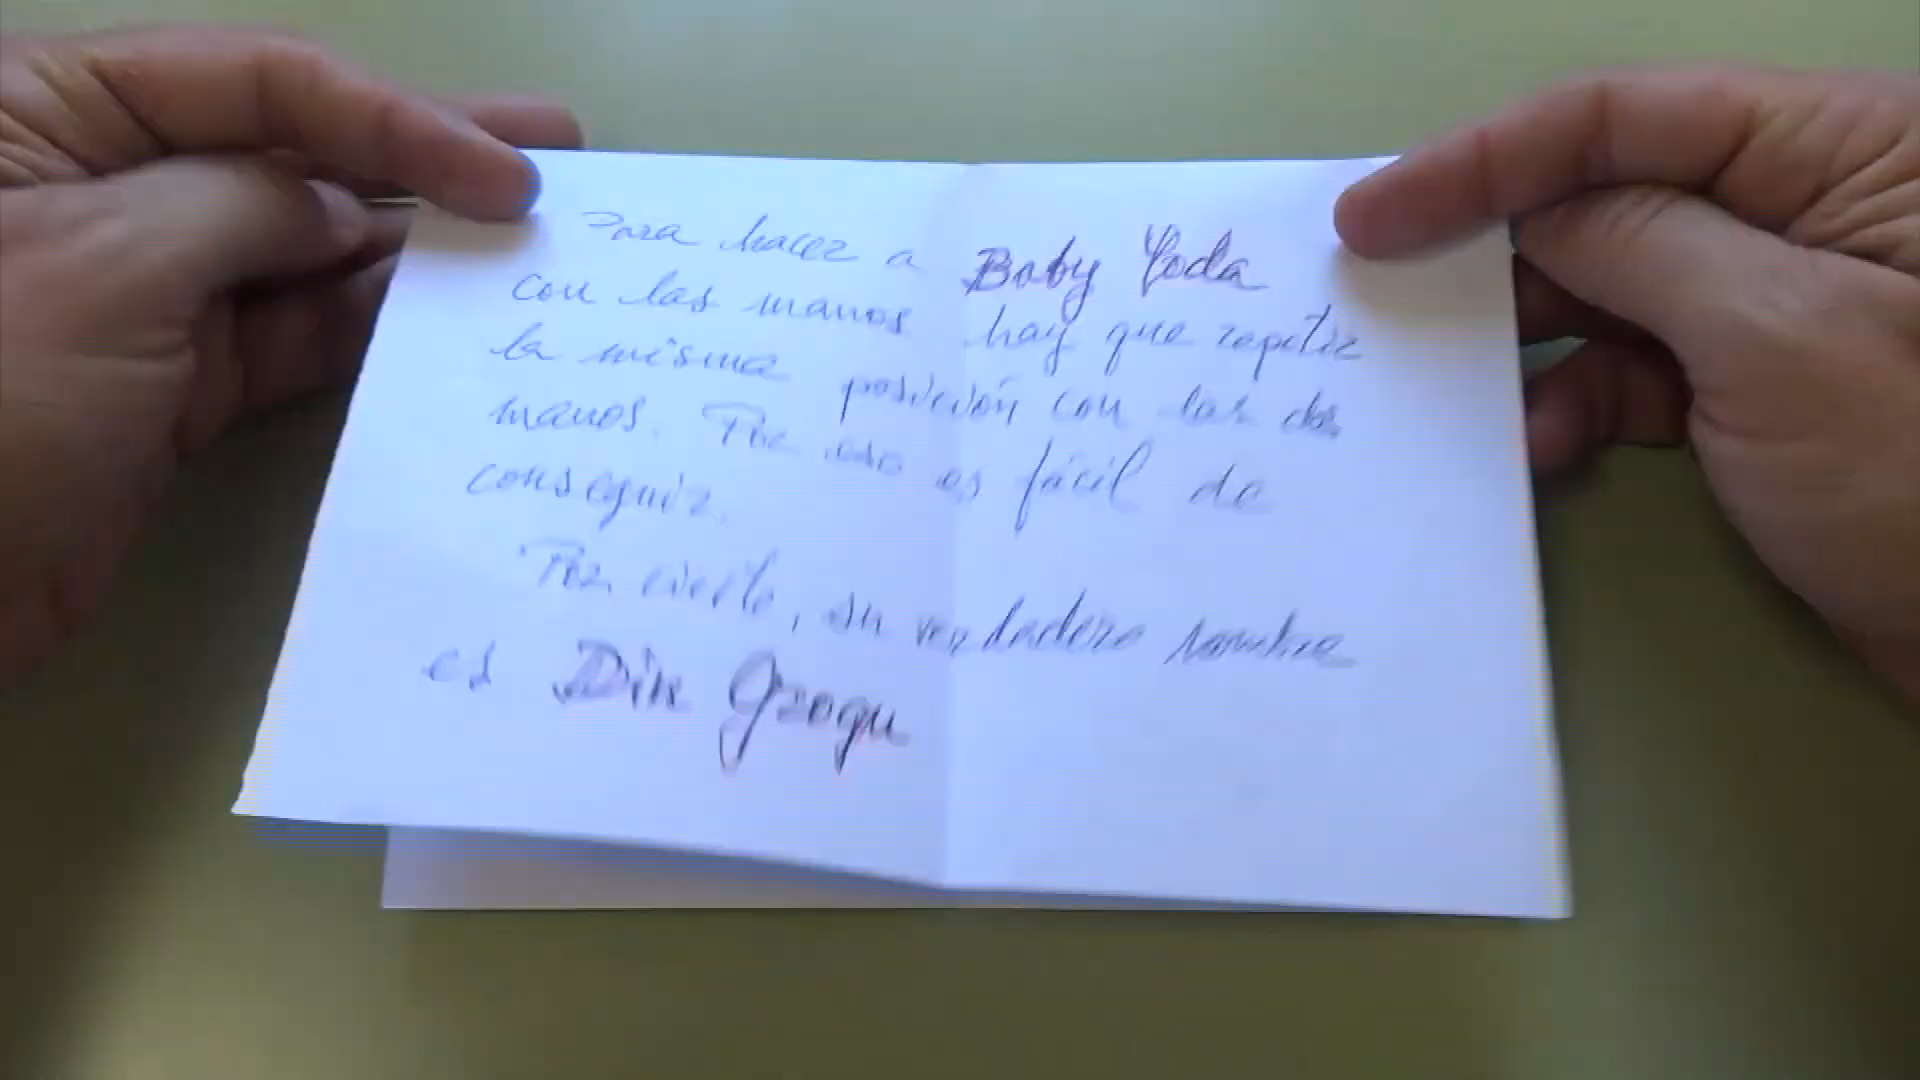 Para hacer a Baby Yoda
con las manos hay que repetir
la misma posición con las dos
manos. Por eso es fácil de
conseguir.
Por cierto, su verdadero nombre
es Din Grogu